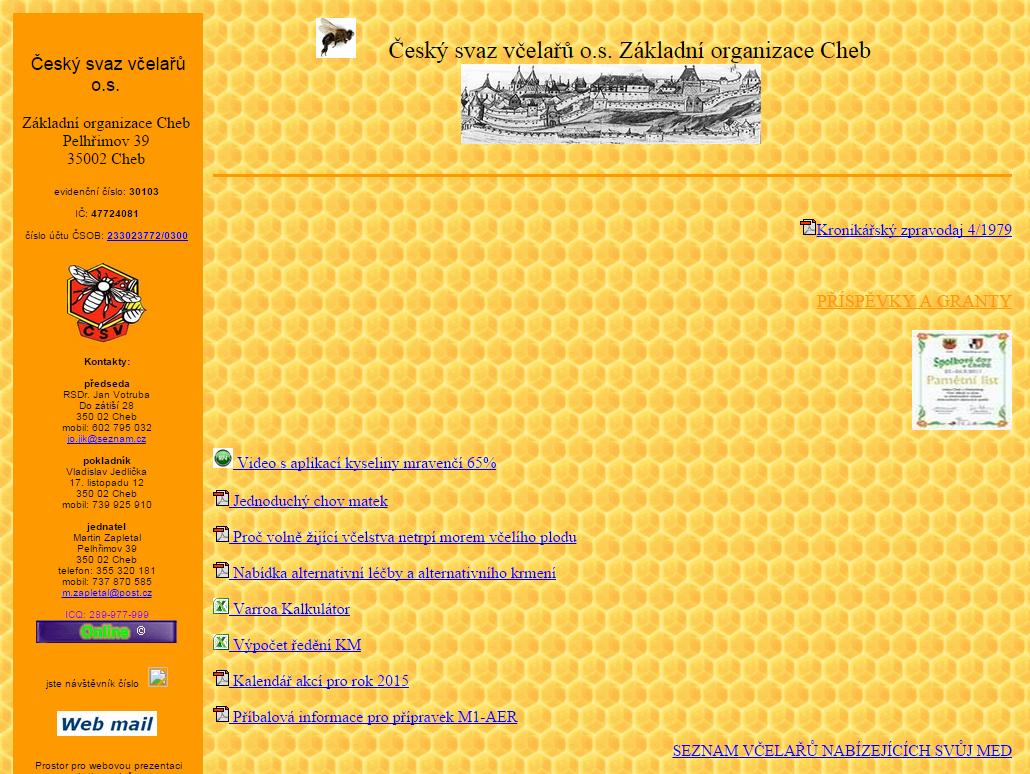 Český svaz včelařů
o.s.
Základní organizace Cheb
Pelhřimov 39
35002 Cheb
evidenční číslo: 30103
IČ: 47724081
číslo účtu ČSOB: 233023772/0300
ČSV
Kontakty:
předseda
RSDr. Jan Votruba
Do zátiší 28
350 02 Cheb
mobil: 602 795 032
jp.jik@seznam.cz
pokladník
Vladislav Jedlička
17. listopadu 12
350 02 Cheb
mobil: 739 925 910
jednatel
Martin Zapletal
Pelhřimov 39
350 02 Cheb
telefon: 355 320 181
mobil: 737 870 585
m.zapletal@post.cz
ICQ: 289-977-999
Online ©
jste návštěvník číslo
Web mail
Prostor pro webovou prezentaci
Český svaz včelařů o.s. Základní organizace Cheb
Kronikářský zpravodaj 4/1979
PŘÍSPĚVKY A GRANTY
Spolkové dny
v Chebu
Pamětní list
Video s aplikací kyseliny mravenčí 65%
Jednoduchý chov matek
Proč volně žijící včelstva netrpí morem včelího plodu
Nabídka alternativní léčby a alternativního krmení
Varroa Kalkulátor
Výpočet ředění KM
Kalendář akcí pro rok 2015
Příbalová informace pro přípravek M1-AER
SEZNAM VČELAŘŮ NABÍZEJÍCÍCH SVŮJ MED